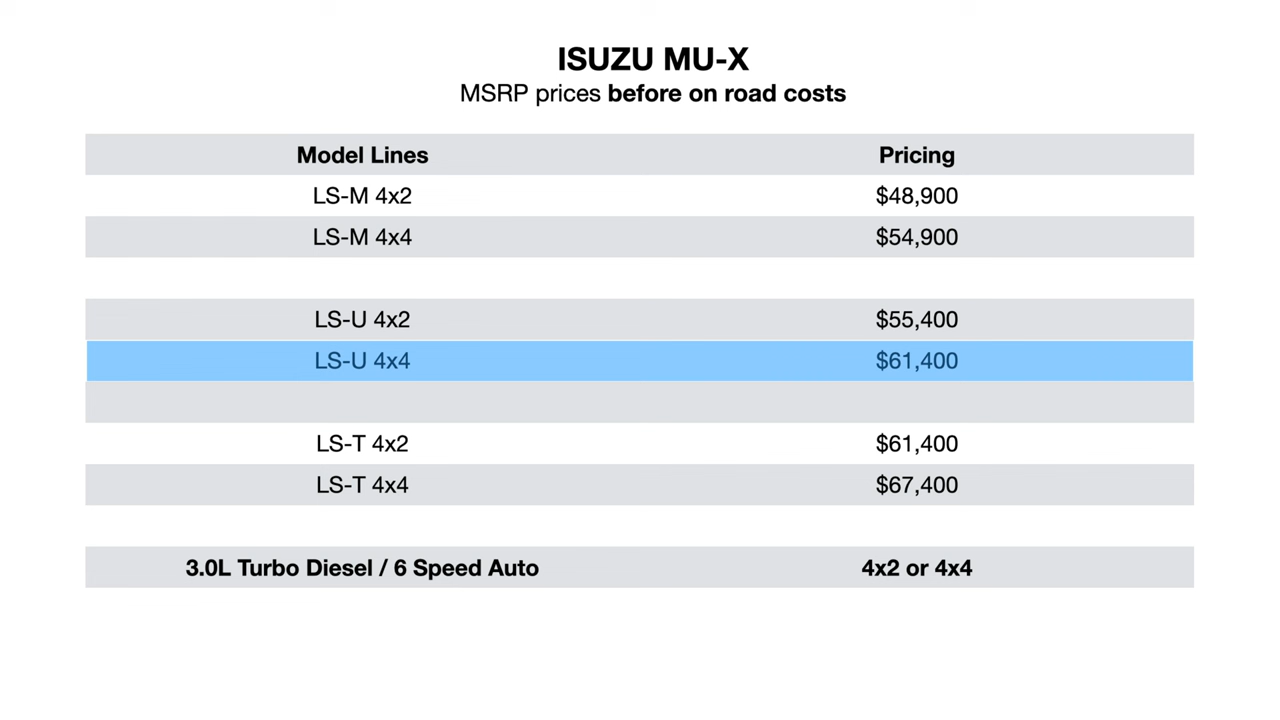 ISUZU MU-X
MSRP prices before on road costs
Model Lines Pricing
LS-M 4x2 $48,900
LS-M 4x4 $54,900
LS-U 4x2 $55,400
LS-U 4x4 $61,400
LS-T 4x2 $61,400
LS-T 4x4 $67,400
3.0L Turbo Diesel / 6 Speed Auto 4x2 or 4x4